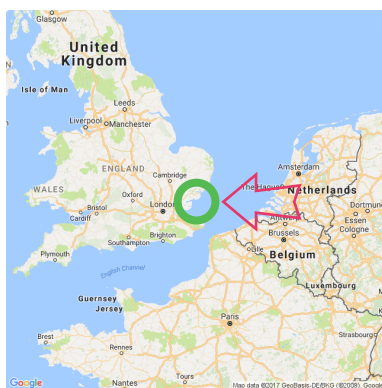 Glasgow
United
Kingdom
Isle of Man
Leeds
Liverpool
Manchester
ENGLAND
Cambridge
Amsterdam
WALES
Oxford
The Hague
Netherlands
Bristol
London
Cardiff
Dortmund
Southampton
Brighton
Antwerp
Essen
Cologne
Brussels
Plymouth
Lille
Belgium
English Channel
Guernsey
Jersey
Luxembourg
Paris
Strasbourg
Brest
Rennes
Google
Nantes
Tours
Map data ©2017 GeoBasis-DE/BKG (©2009), Google